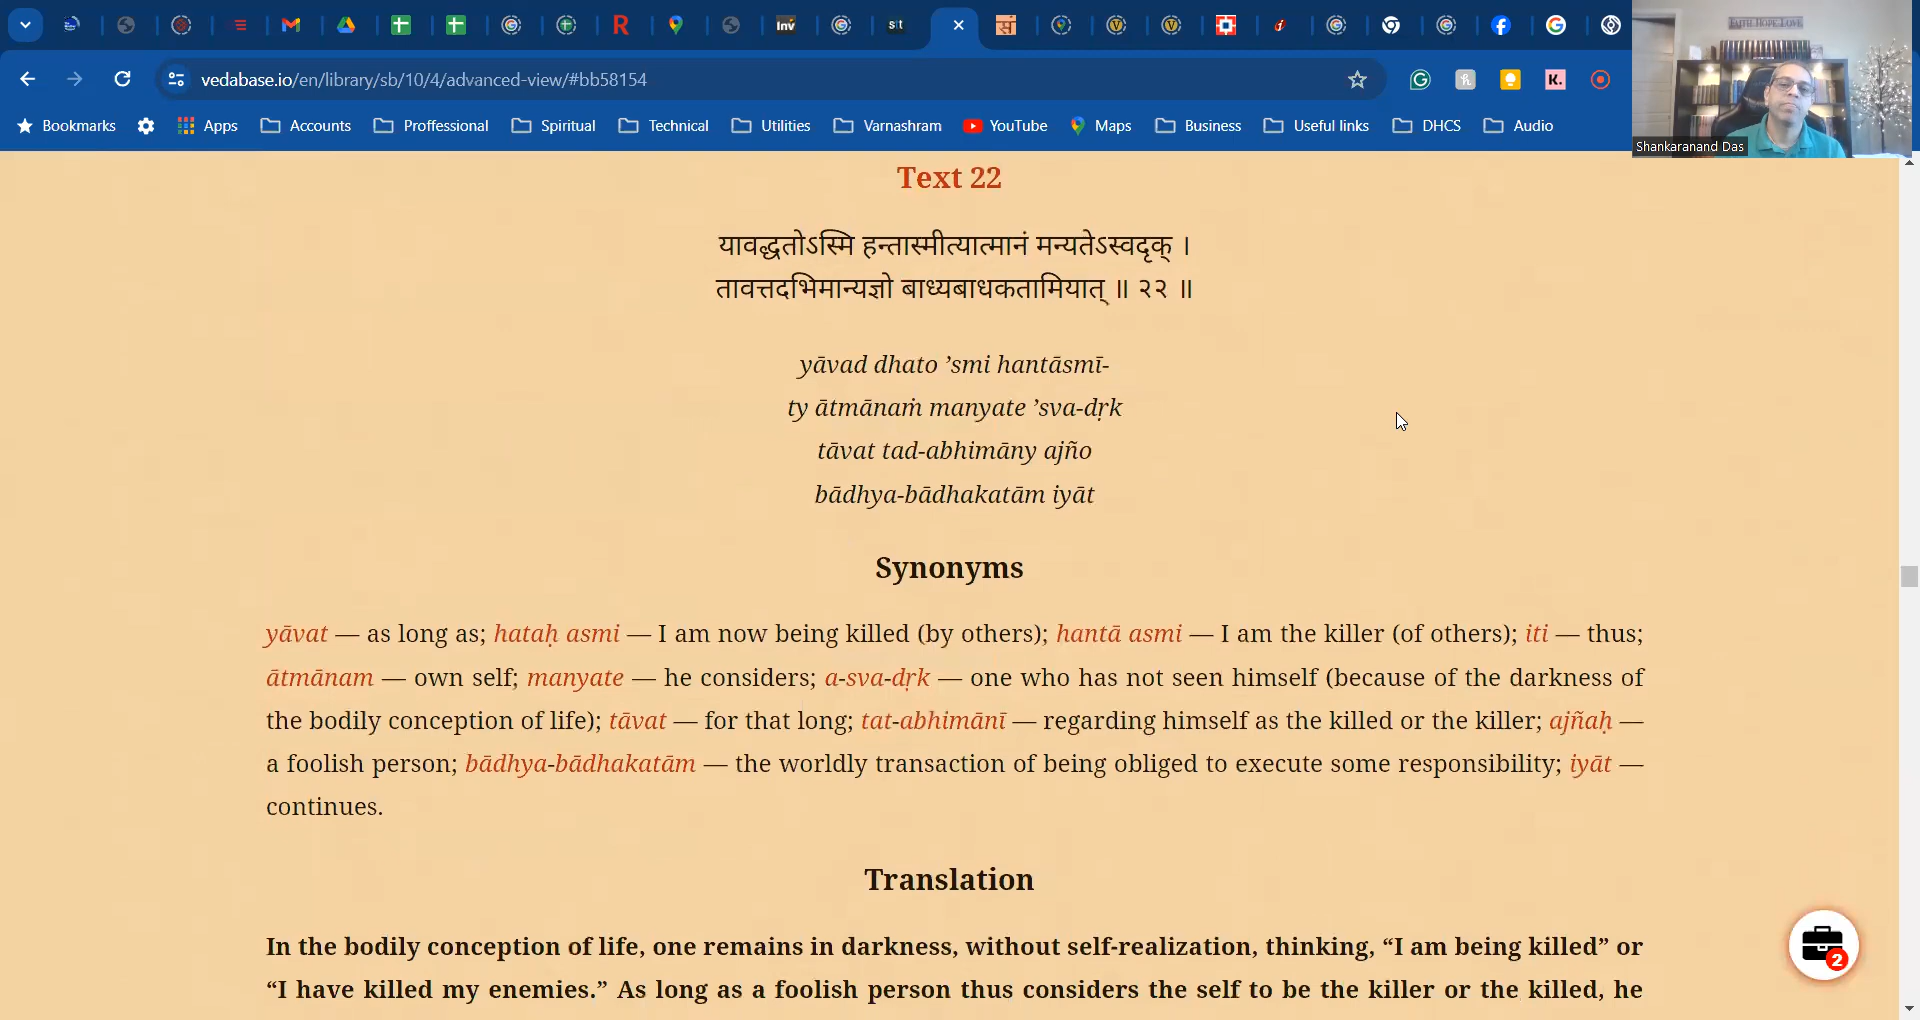 Inv
R
sit
सं
vedabase.io/en/library/sb/10/4/advanced-view/#bb58154
K.
Bookmarks Apps Accounts Proffesional Spiritual Technical Utilities Varnashram YouTube Maps Business Useful links DHCS Audio
FAITH HOPE LOVE
Shankaranand Das
Text 22
यावद्धतोऽस्मि हन्तास्मीत्यात्मानं मन्यतेऽस्वदृक् ।
तावत्तदभिमान्यज्ञो बाध्यबाधकतामियात् ॥ २२ ॥
yāvad dhato ’smi hantāsmī-
ty ātmānaṁ manyate ’sva-dṛk
tāvat tad-abhimāny ajño
bādhya-bādhakatām iyāt
Synonyms
yāvat — as long as; hataḥ asmi — I am now being killed (by others); hantā asmi — I am the killer (of others); iti — thus;
ātmānam — own self; manyate — he considers; a-sva-dṛk — one who has not seen himself (because of the darkness of
the bodily conception of life); tāvat — for that long; tat-abhimānī — regarding himself as the killed or the killer; ajñaḥ —
a foolish person; bādhya-bādhakatām — the worldly transaction of being obliged to execute some responsibility; iyāt —
continues.
Translation
In the bodily conception of life, one remains in darkness, without self-realization, thinking, “I am being killed” or
“I have killed my enemies.” As long as a foolish person thus considers the self to be the killer or the killed, he
2